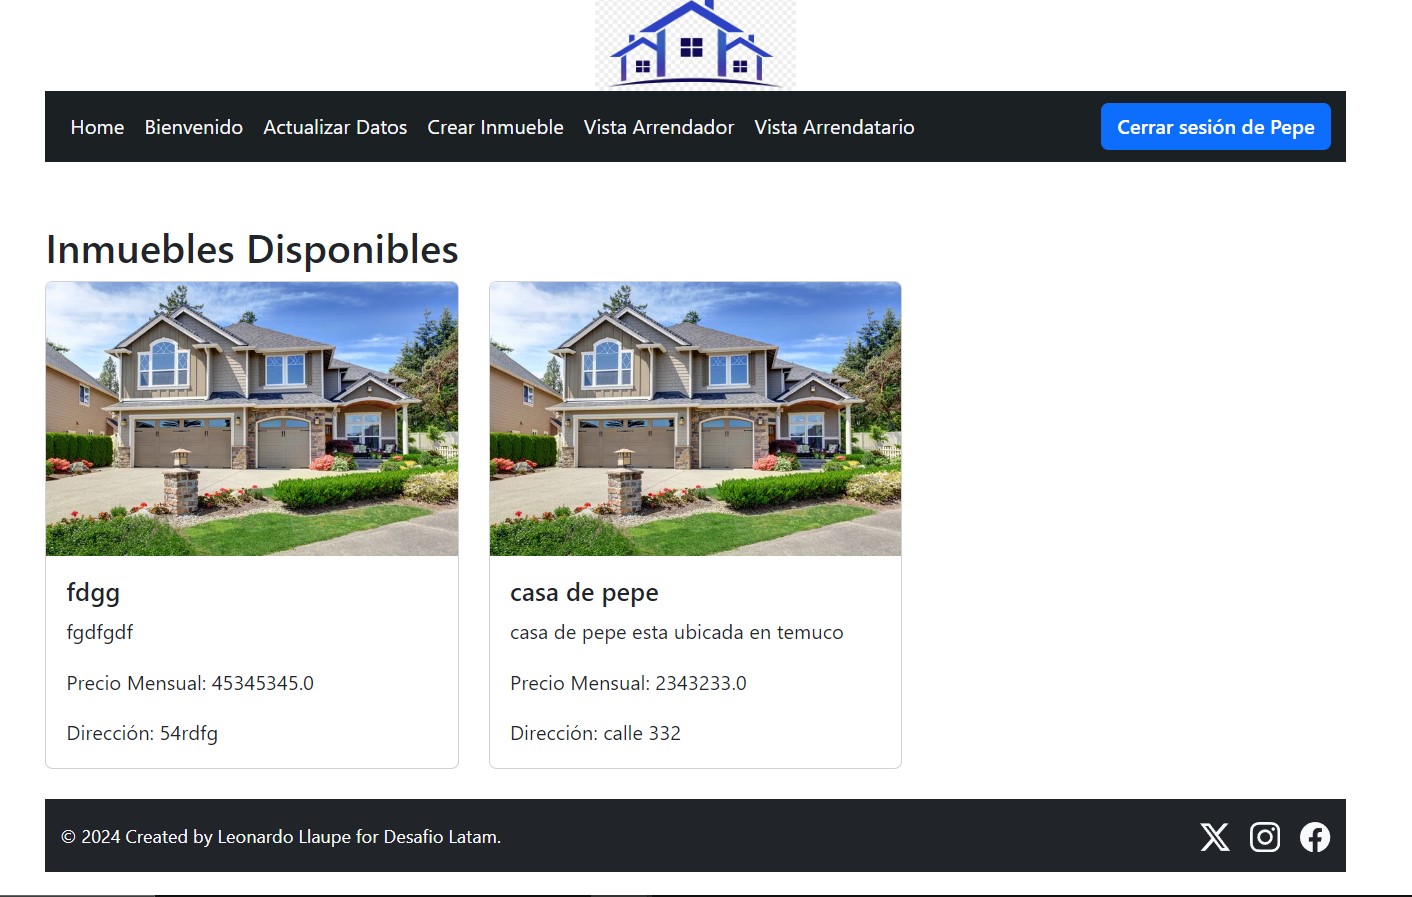 Home Bienvenido Actualizar Datos Crear Inmueble Vista Arrendador Vista Arrendatario Cerrar sesión de Pepe
Inmuebles Disponibles
fdgg
fgdfgdf
Precio Mensual: 45345345.0
Dirección: 54rdfg
casa de pepe
casa de pepe esta ubicada en temuco
Precio Mensual: 2343233.0
Dirección: calle 332
© 2024 Created by Leonardo Llaupe for Desafio Latam.